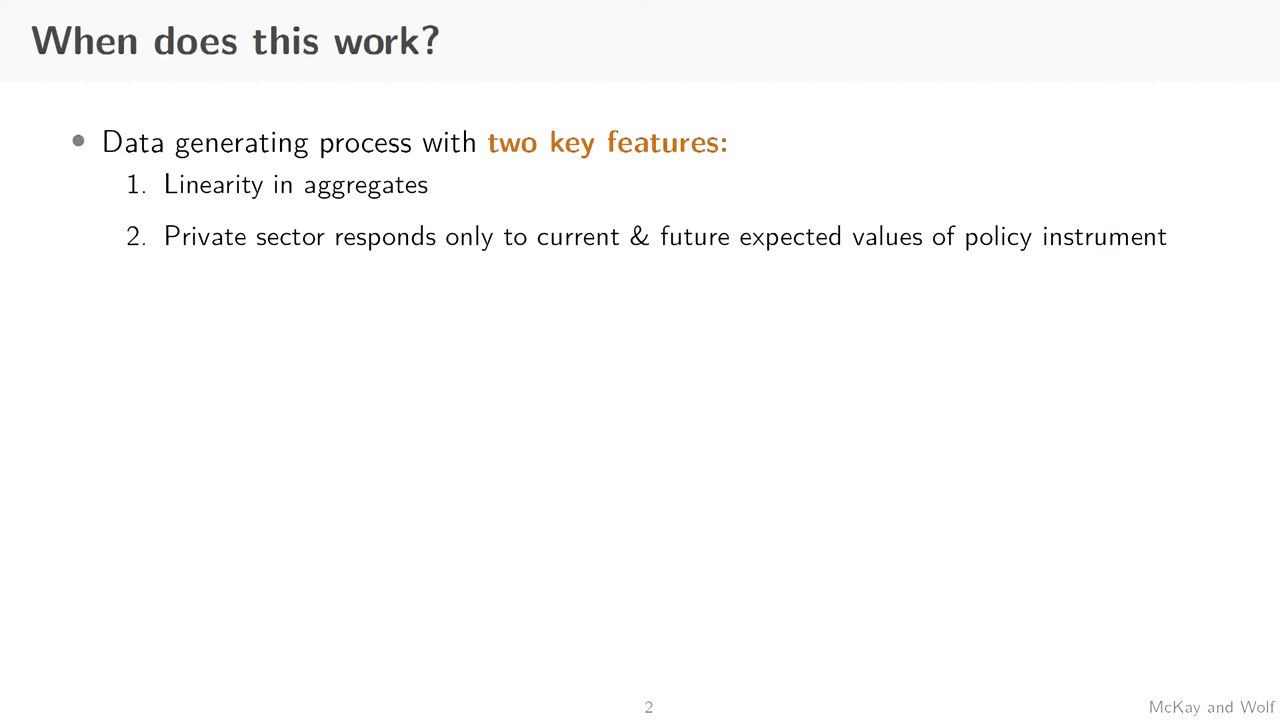 When does this work?
• Data generating process with two key features:
1. Linearity in aggregates
2. Private sector responds only to current & future expected values of policy instrument
2
McKay and Wolf